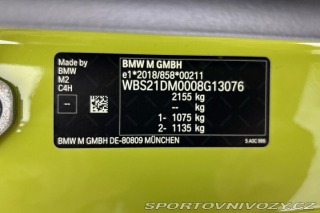 Made by
BMW
M2
C4H
BMW M GMBH
e1*2018/858*00211
WBS21DM0008G13076
2155 kg
-- kg
1- 1075 kg
2- 1135 kg
--
BMW M GMBH DE-80809 MÜNCHEN
SPORTOVNIVOZY.CZ